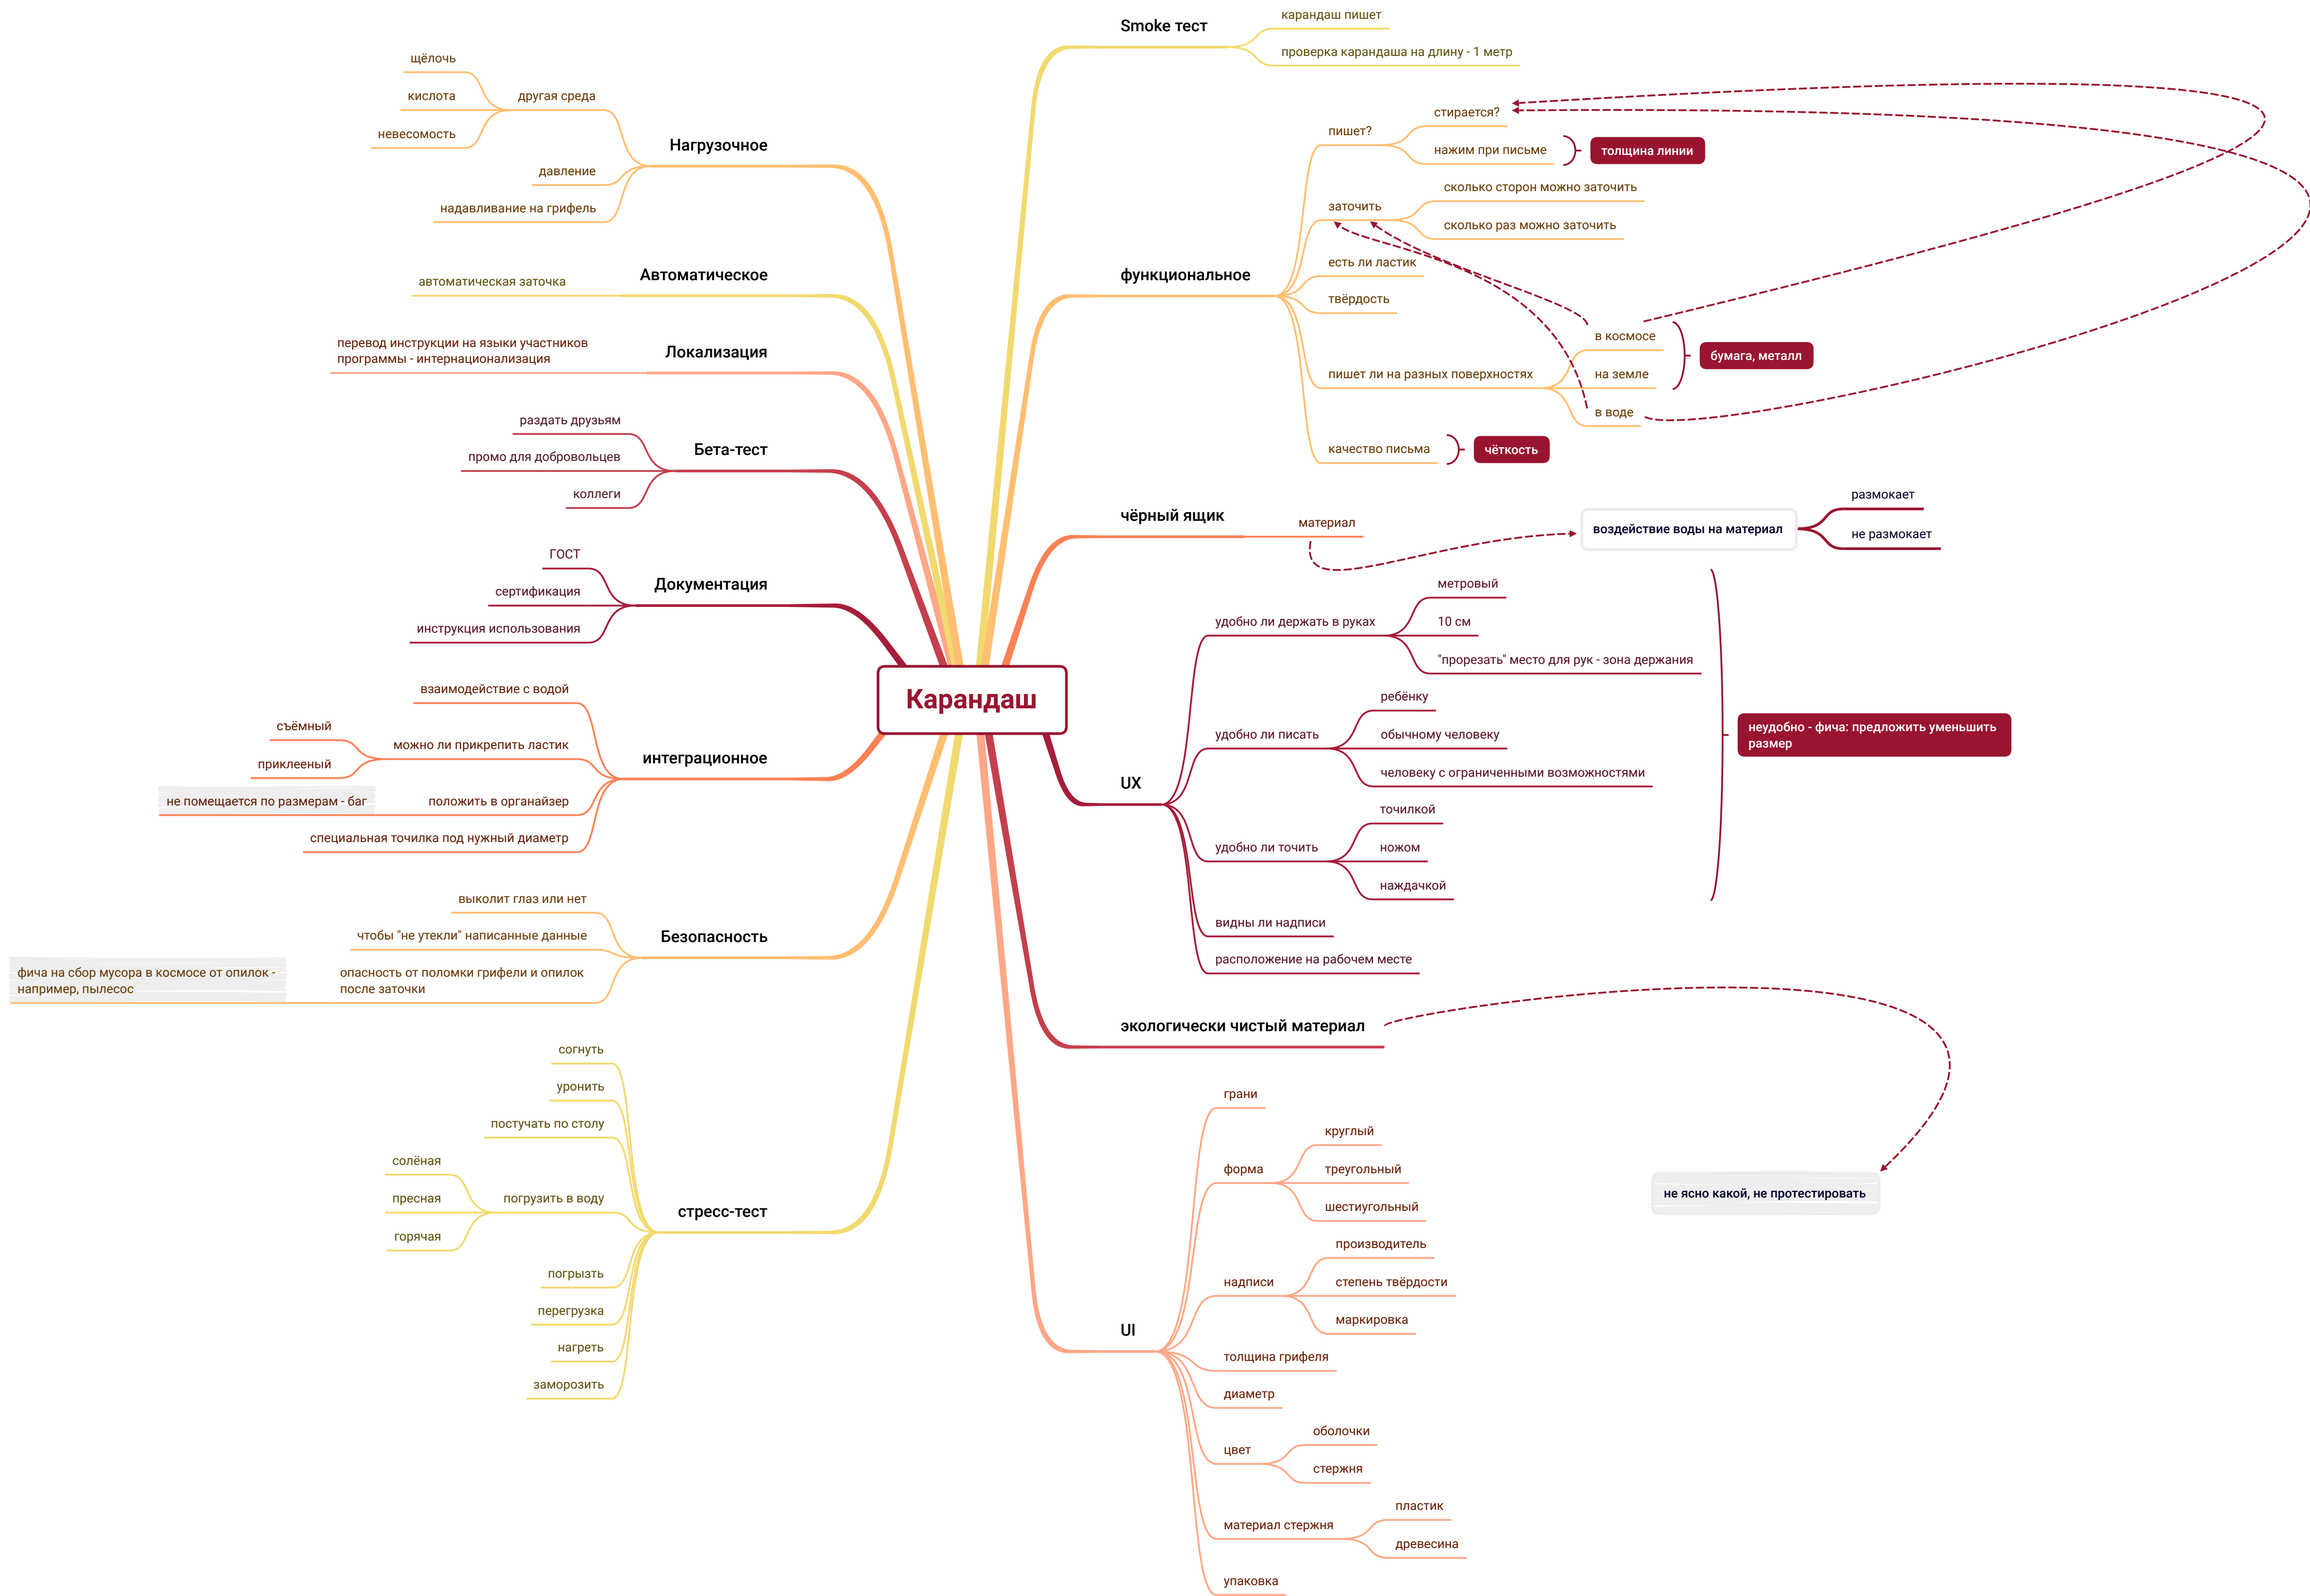 Карандаш
Smoke тест
карандаш пишет
проверка карандаша на длину - 1 метр
функциональное
пишет?
стирается?
нажим при письме
толщина линии
заточить
сколько сторон можно заточить
сколько раз можно заточить
есть ли ластик
твёрдость
пишет ли на разных поверхностях
в космосе
на земле
в воде
бумага, металл
качество письма
чёткость
чёрный ящик
материал
воздействие воды на материал
размокает
не размокает
UX
удобно ли держать в руках
метровый
10 см
"прорезать" место для рук - зона держания
удобно ли писать
ребёнку
обычному человеку
человеку с ограниченными возможностями
удобно ли точить
точилкой
ножом
наждачкой
видны ли надписи
расположение на рабочем месте
неудобно - фича: предложить уменьшить
размер
экологически чистый материал
не ясно какой, не протестировать
UI
грани
форма
круглый
треугольный
шестиугольный
надписи
производитель
степень твёрдости
маркировка
толщина грифеля
диаметр
цвет
оболочки
стержня
материал стержня
пластик
древесина
упаковка
Нагрузочное
другая среда
щёлочь
кислота
невесомость
давление
надавливание на грифель
Автоматическое
автоматическая заточка
Локализация
перевод инструкции на языки участников
программы - интернационализация
Бета-тест
раздать друзьям
промо для добровольцев
коллеги
Документация
ГОСТ
сертификация
инструкция использования
интеграционное
взаимодействие с водой
можно ли прикрепить ластик
съёмный
приклееный
положить в органайзер
не помещается по размерам - баг
специальная точилка под нужный диаметр
Безопасность
выколит глаз или нет
чтобы "не утекли" написанные данные
опасность от поломки грифели и опилок
после заточки
фича на сбор мусора в космосе от опилок -
например, пылесос
стресс-тест
согнуть
уронить
постучать по столу
погрузить в воду
солёная
пресная
горячая
погрызть
перегрузка
нагреть
заморозить